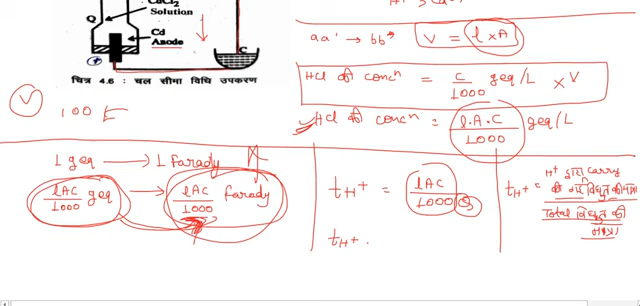 H⁺
CdCl₂
Q
Solution
Cd
Anode
C
चित्र 4.6 : चल सीमा विधि उपकरण
V
100 F
aa' → bb'
V = l×A
HCl की concⁿ = C/1000 geq/L × V
HCl की concⁿ = l.A.C/1000 geq/L
1 geq → 1 Farady
lAC/1000 geq → lAC/1000 farady
tH⁺ = lAC/1000 Q
tH⁺
tH⁺ = H⁺ द्वारा carry की गई विद्युत की मात्रा / Total विद्युत की मात्रा